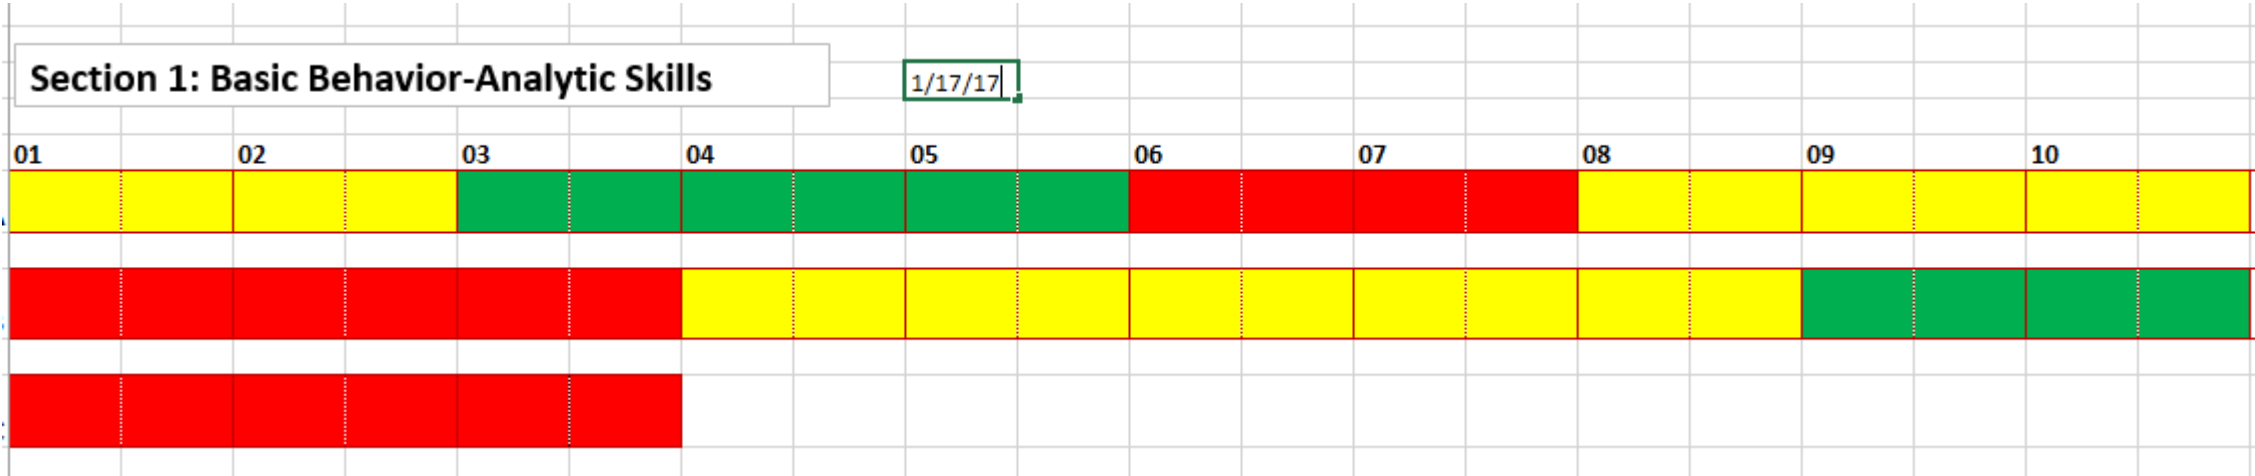 Section 1: Basic Behavior-Analytic Skills
1/17/17
01 02 03 04 05 06 07 08 09 10